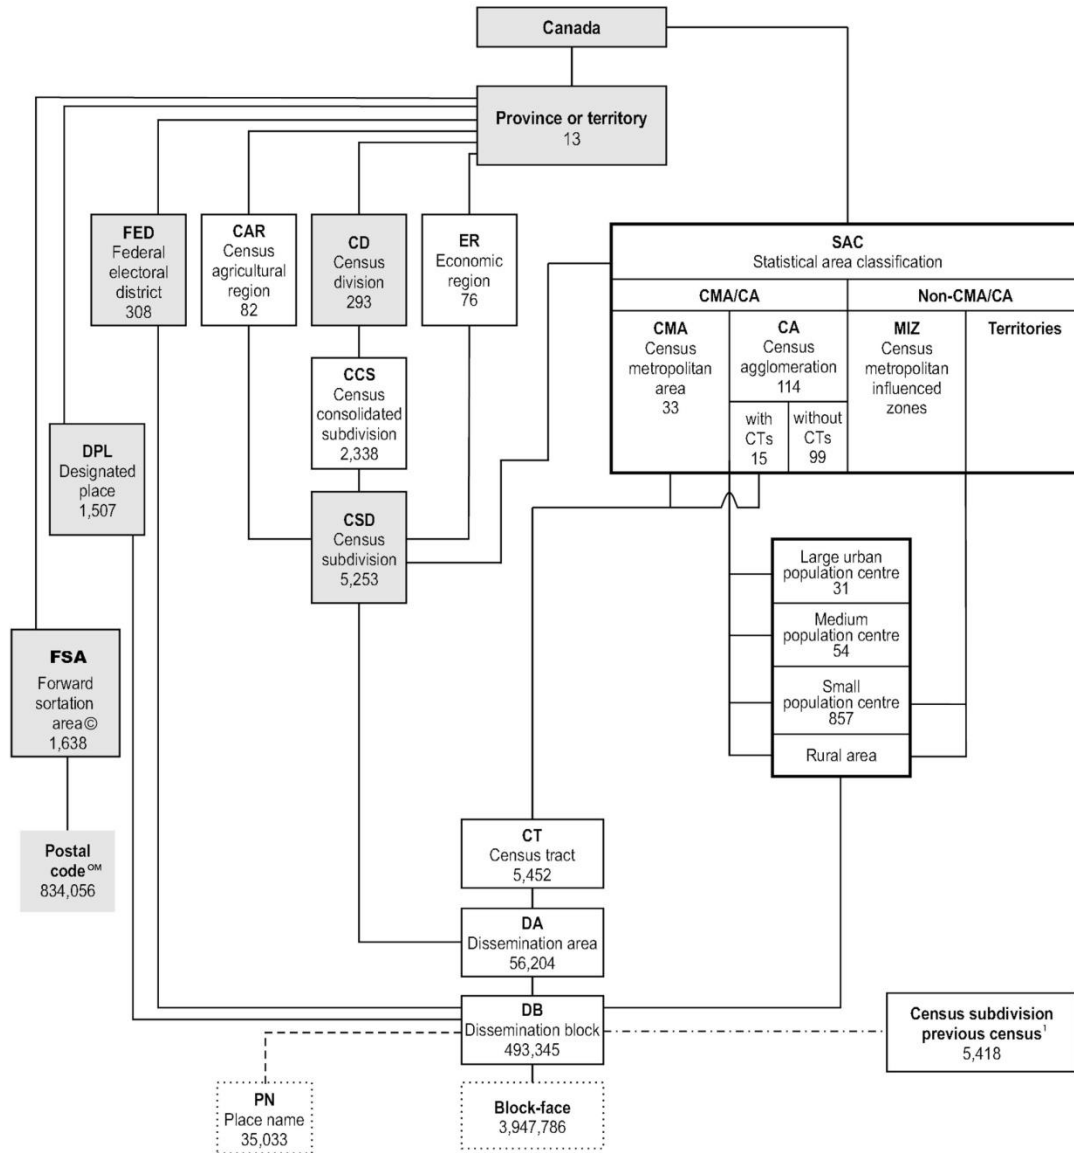 Canada
Province or territory
13
FED
Federal
electoral
district
308
CAR
Census
agricultural
region
82
CD
Census
division
293
ER
Economic
region
76
SAC
Statistical area classification
CMA/CA
Non-CMA/CA
CMA
Census
metropolitan
area
33
CA
Census
agglomeration
114
with
CTs
15
without
CTs
99
MIZ
Census
metropolitan
influenced
zones
Territories
CCS
Census
consolidated
subdivision
2,338
DPL
Designated
place
1,507
CSD
Census
subdivision
5,253
Large urban
population centre
31
Medium
population centre
54
Small
population centre
857
Rural area
FSA
Forward
sortation
area©
1,638
Postal
code ᴼᴹ
834,056
CT
Census tract
5,452
DA
Dissemination area
56,204
DB
Dissemination block
493,345
Census subdivision
previous census¹
5,418
PN
Place name
35,033
Block-face
3,947,786